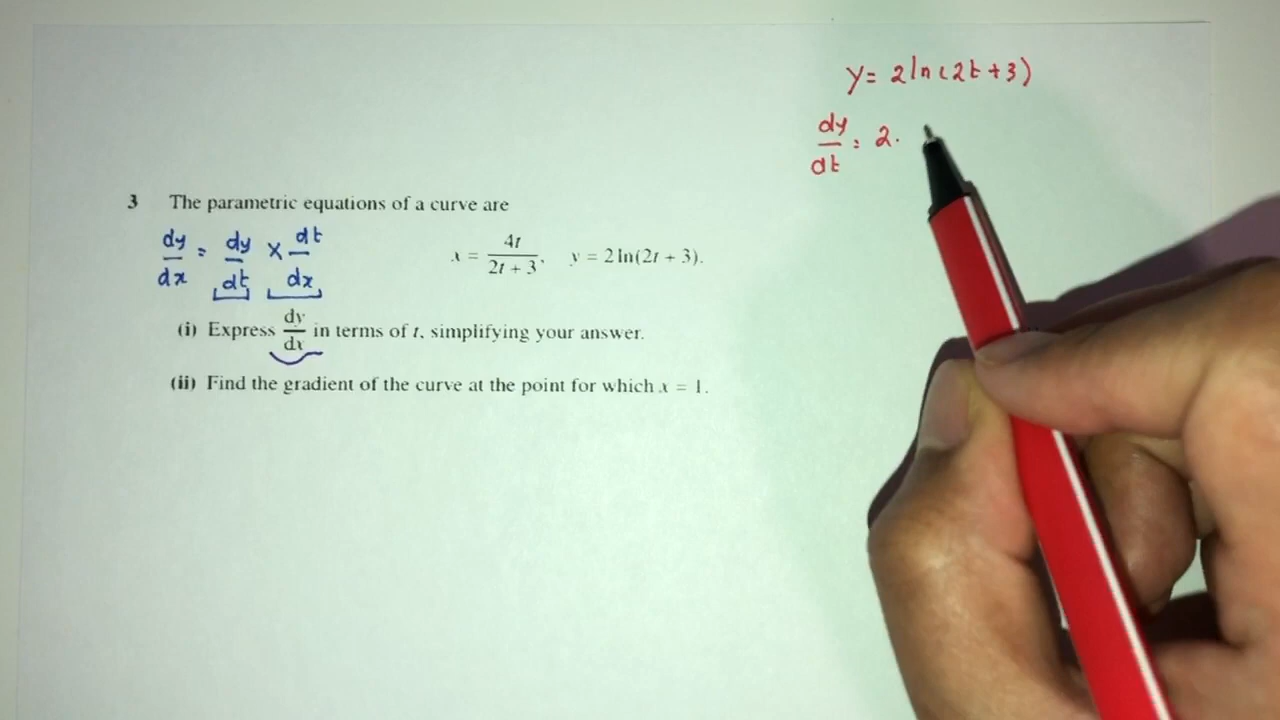 y = 2ln(2t+3)
dy/dt = 2.
3 The parametric equations of a curve are
dy/dx = dy/dt × dt/dx
x = 4t/(2t + 3), y = 2 ln(2t + 3).
(i) Express dy/dx in terms of t, simplifying your answer.
(ii) Find the gradient of the curve at the point for which x = 1.